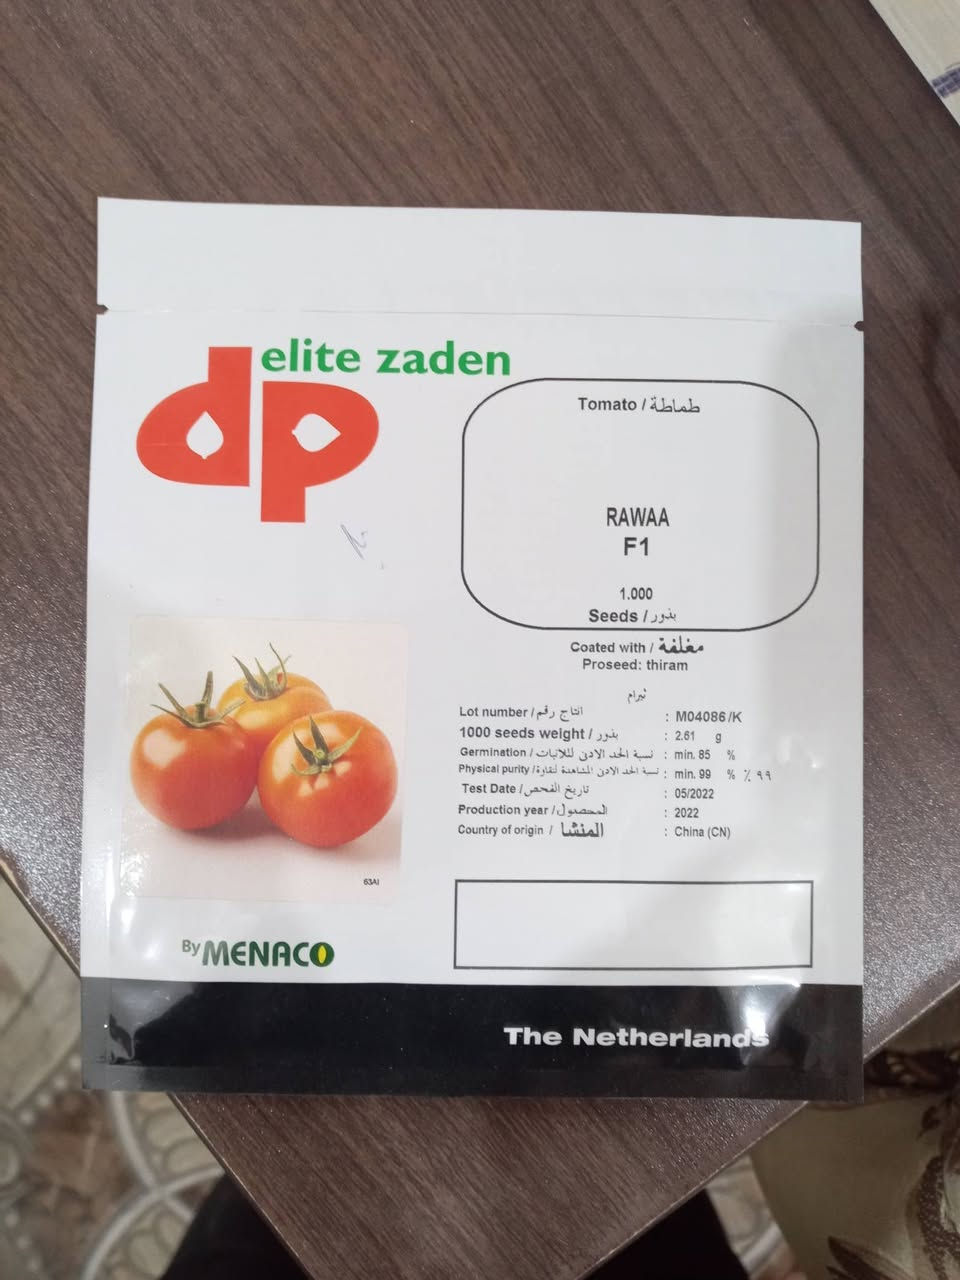 elite zaden
dp
Tomato / طماطة
RAWAA
F1
1.000
Seeds / بذور
Coated with / مغلفة
Proseed: thiram
ثيرام
Lot number / انتاج رقم : M04086/K
1000 seeds weight / بذور : 2.61 g
Germination / نسبة الحد الادنى للانبات : min. 85 %
Physical purity / نسبة الحد الادنى المشاهدة لنقاوة : min. 99 % ٪ ٩٩
Test Date / تاريخ الفحص : 05/2022
Production year / المحصول : 2022
Country of origin / المنشا : China (CN)
63AI
By MENACO
The Netherlands